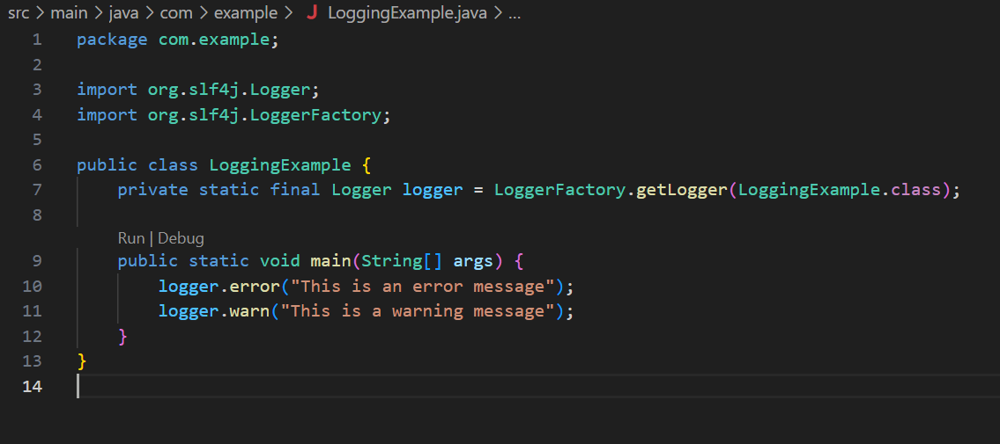 src > main > java > com > example > J LoggingExample.java > ...
1 package com.example;
2
3 import org.slf4j.Logger;
4 import org.slf4j.LoggerFactory;
5
6 public class LoggingExample {
7     private static final Logger logger = LoggerFactory.getLogger(LoggingExample.class);
8
Run | Debug
9     public static void main(String[] args) {
10         logger.error("This is an error message");
11         logger.warn("This is a warning message");
12     }
13 }
14